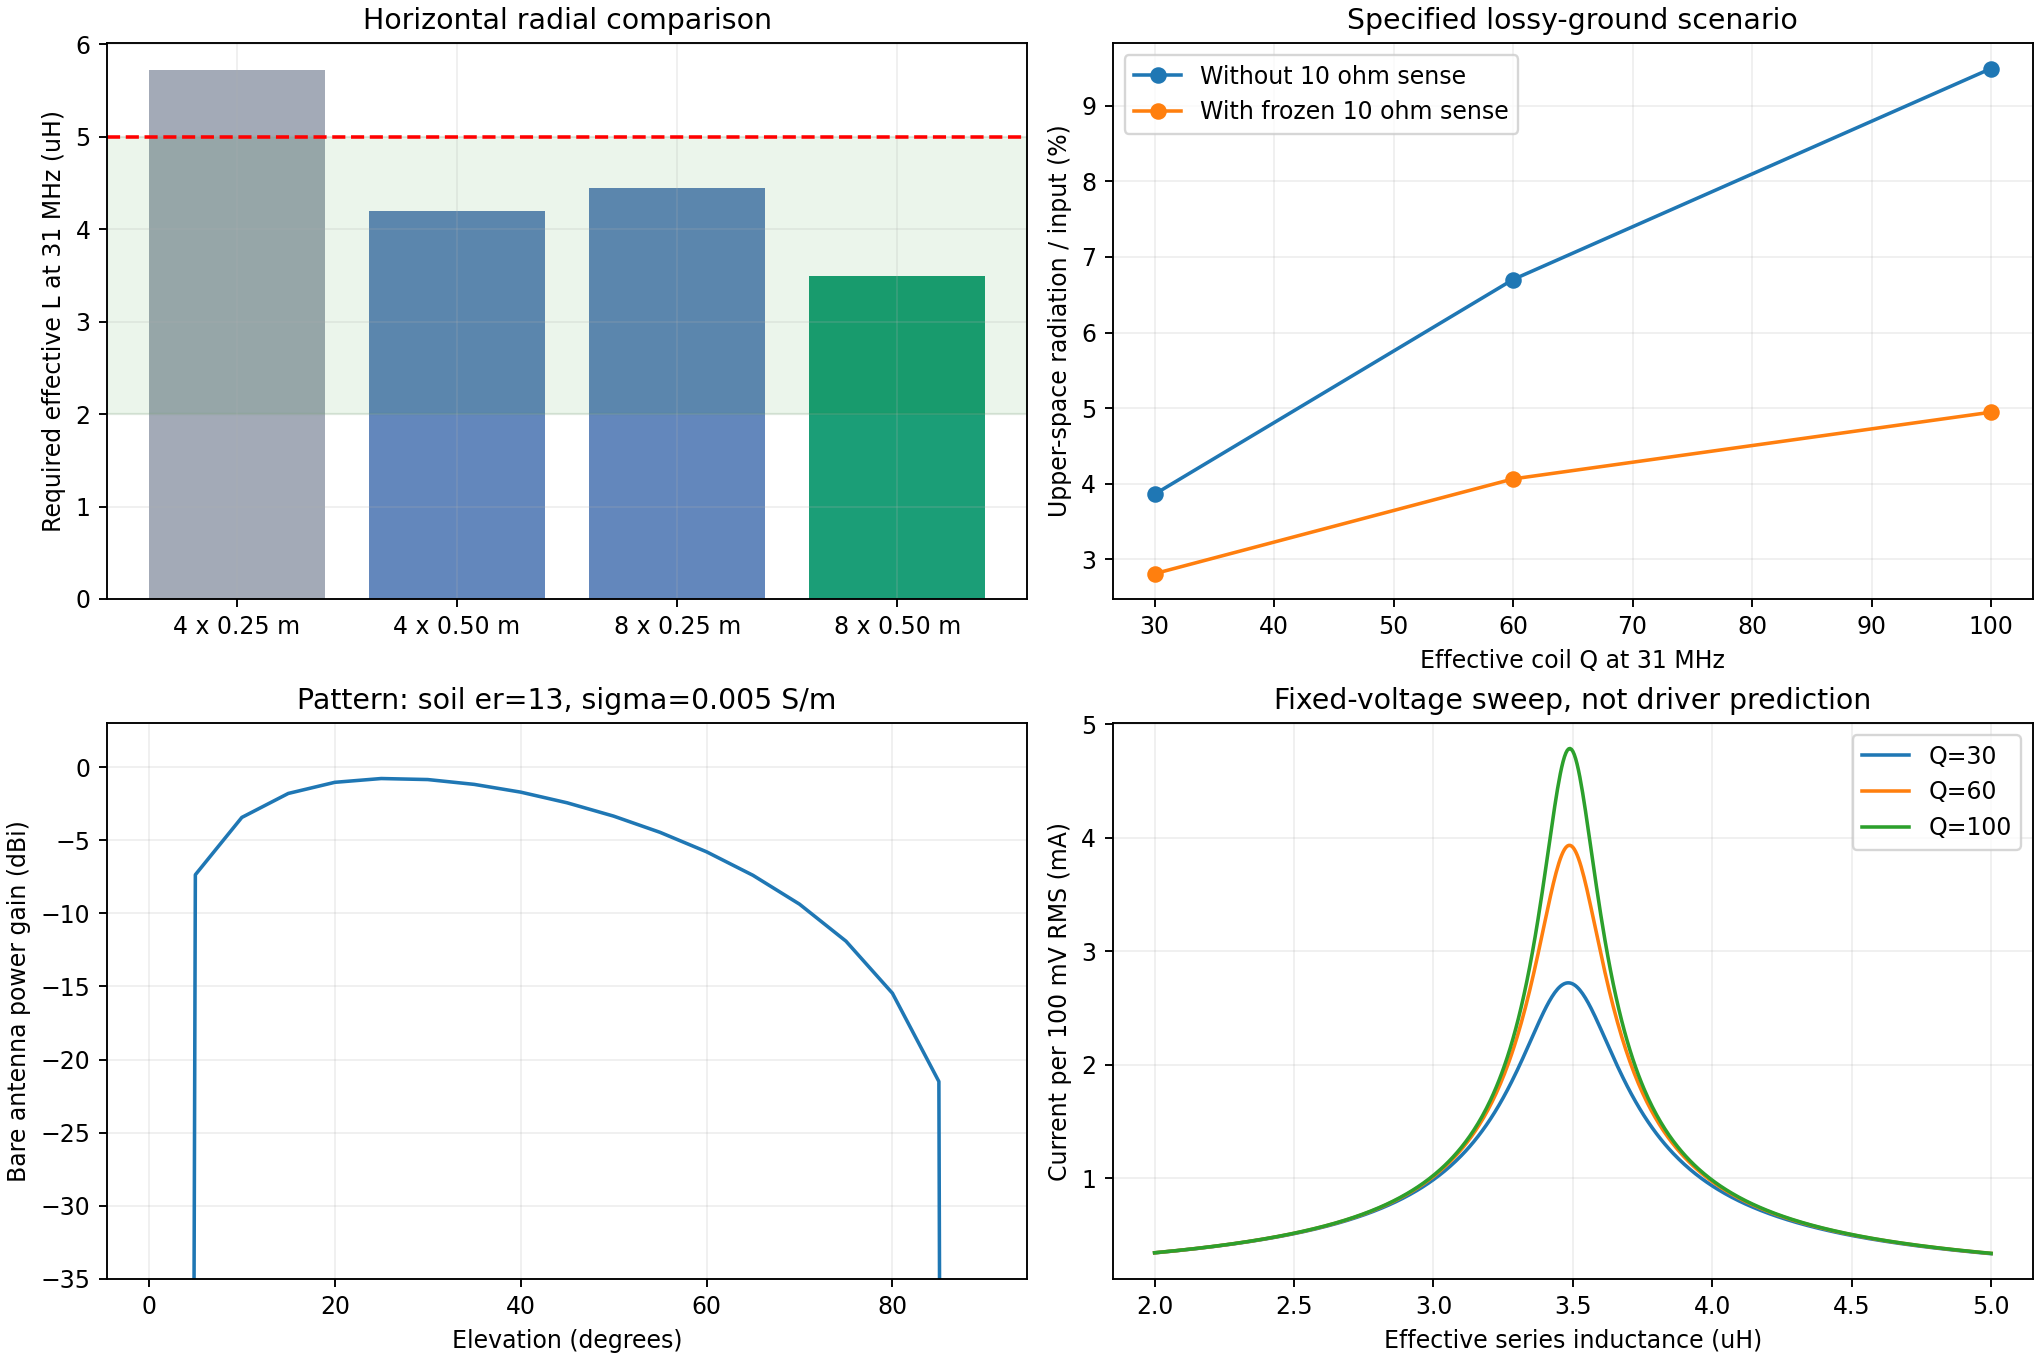 Horizontal radial comparison
Required effective L at 31 MHz (uH)
6
5
4
3
2
1
0
4 x 0.25 m
4 x 0.50 m
8 x 0.25 m
8 x 0.50 m
Specified lossy-ground scenario
Without 10 ohm sense
With frozen 10 ohm sense
Upper-space radiation / input (%)
9
8
7
6
5
4
3
30
40
50
60
70
80
90
100
Effective coil Q at 31 MHz
Pattern: soil er=13, sigma=0.005 S/m
Bare antenna power gain (dBi)
0
−5
−10
−15
−20
−25
−30
−35
0
20
40
60
80
Elevation (degrees)
Fixed-voltage sweep, not driver prediction
Q=30
Q=60
Q=100
Current per 100 mV RMS (mA)
5
4
3
2
1
2.0
2.5
3.0
3.5
4.0
4.5
5.0
Effective series inductance (uH)